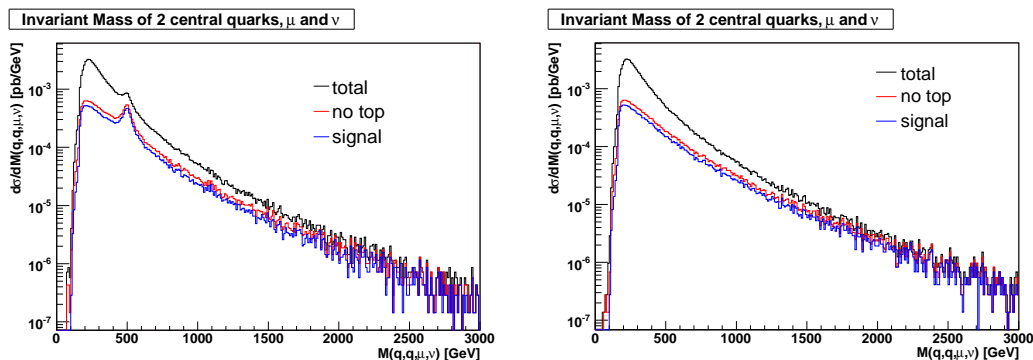 Invariant Mass of 2 central quarks, μ and ν
dσ/dM(q,q,μ,ν) [pb/GeV]
10⁻³
10⁻⁴
10⁻⁵
10⁻⁶
10⁻⁷
total
no top
signal
0 500 1000 1500 2000 2500 3000
M(q,q,μ,ν) [GeV]
Invariant Mass of 2 central quarks, μ and ν
dσ/dM(q,q,μ,ν) [pb/GeV]
10⁻³
10⁻⁴
10⁻⁵
10⁻⁶
10⁻⁷
total
no top
signal
0 500 1000 1500 2000 2500 3000
M(q,q,μ,ν) [GeV]